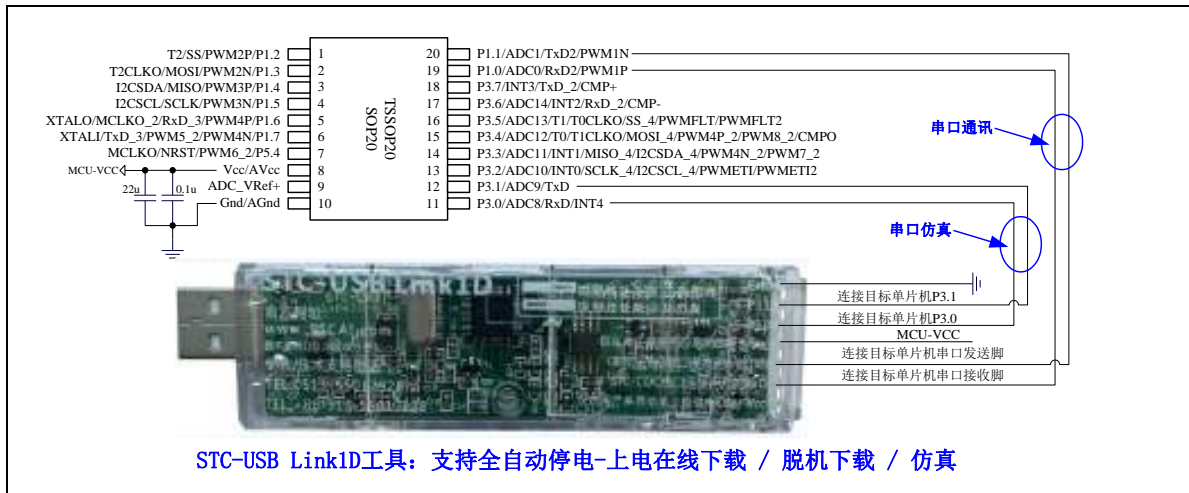 T2/SS/PWM2P/P1.2 1 20 P1.1/ADC1/TxD2/PWM1N
T2CLKO/MOSI/PWM2N/P1.3 2 19 P1.0/ADC0/RxD2/PWM1P
I2CSDA/MISO/PWM3P/P1.4 3 18 P3.7/INT3/TxD_2/CMP+
I2CSCL/SCLK/PWM3N/P1.5 4 17 P3.6/ADC14/INT2/RxD_2/CMP-
XTALO/MCLKO_2/RxD_3/PWM4P/P1.6 5 16 P3.5/ADC13/T1/T0CLKO/SS_4/PWMFLT/PWMFLT2
XTALI/TxD_3/PWM5_2/PWM4N/P1.7 6 15 P3.4/ADC12/T0/T1CLKO/MOSI_4/PWM4P_2/PWM8_2/CMPO
MCLKO/NRST/PWM6_2/P5.4 7 14 P3.3/ADC11/INT1/MISO_4/I2CSDA_4/PWM4N_2/PWM7_2
MCU-VCC Vcc/AVcc 8 13 P3.2/ADC10/INT0/SCLK_4/I2CSCL_4/PWMETI/PWMETI2
22u 0.1u ADC_VRef+ 9 12 P3.1/ADC9/TxD
Gnd/AGnd 10 11 P3.0/ADC8/RxD/INT4
TSSOP20
SOP20
串口通讯
串口仿真
STC-USB Link1D
连接目标单片机P3.1
连接目标单片机P3.0
MCU-VCC
连接目标单片机串口发送脚
连接目标单片机串口接收脚
STC-USB Link1D工具：支持全自动停电-上电在线下载 / 脱机下载 / 仿真